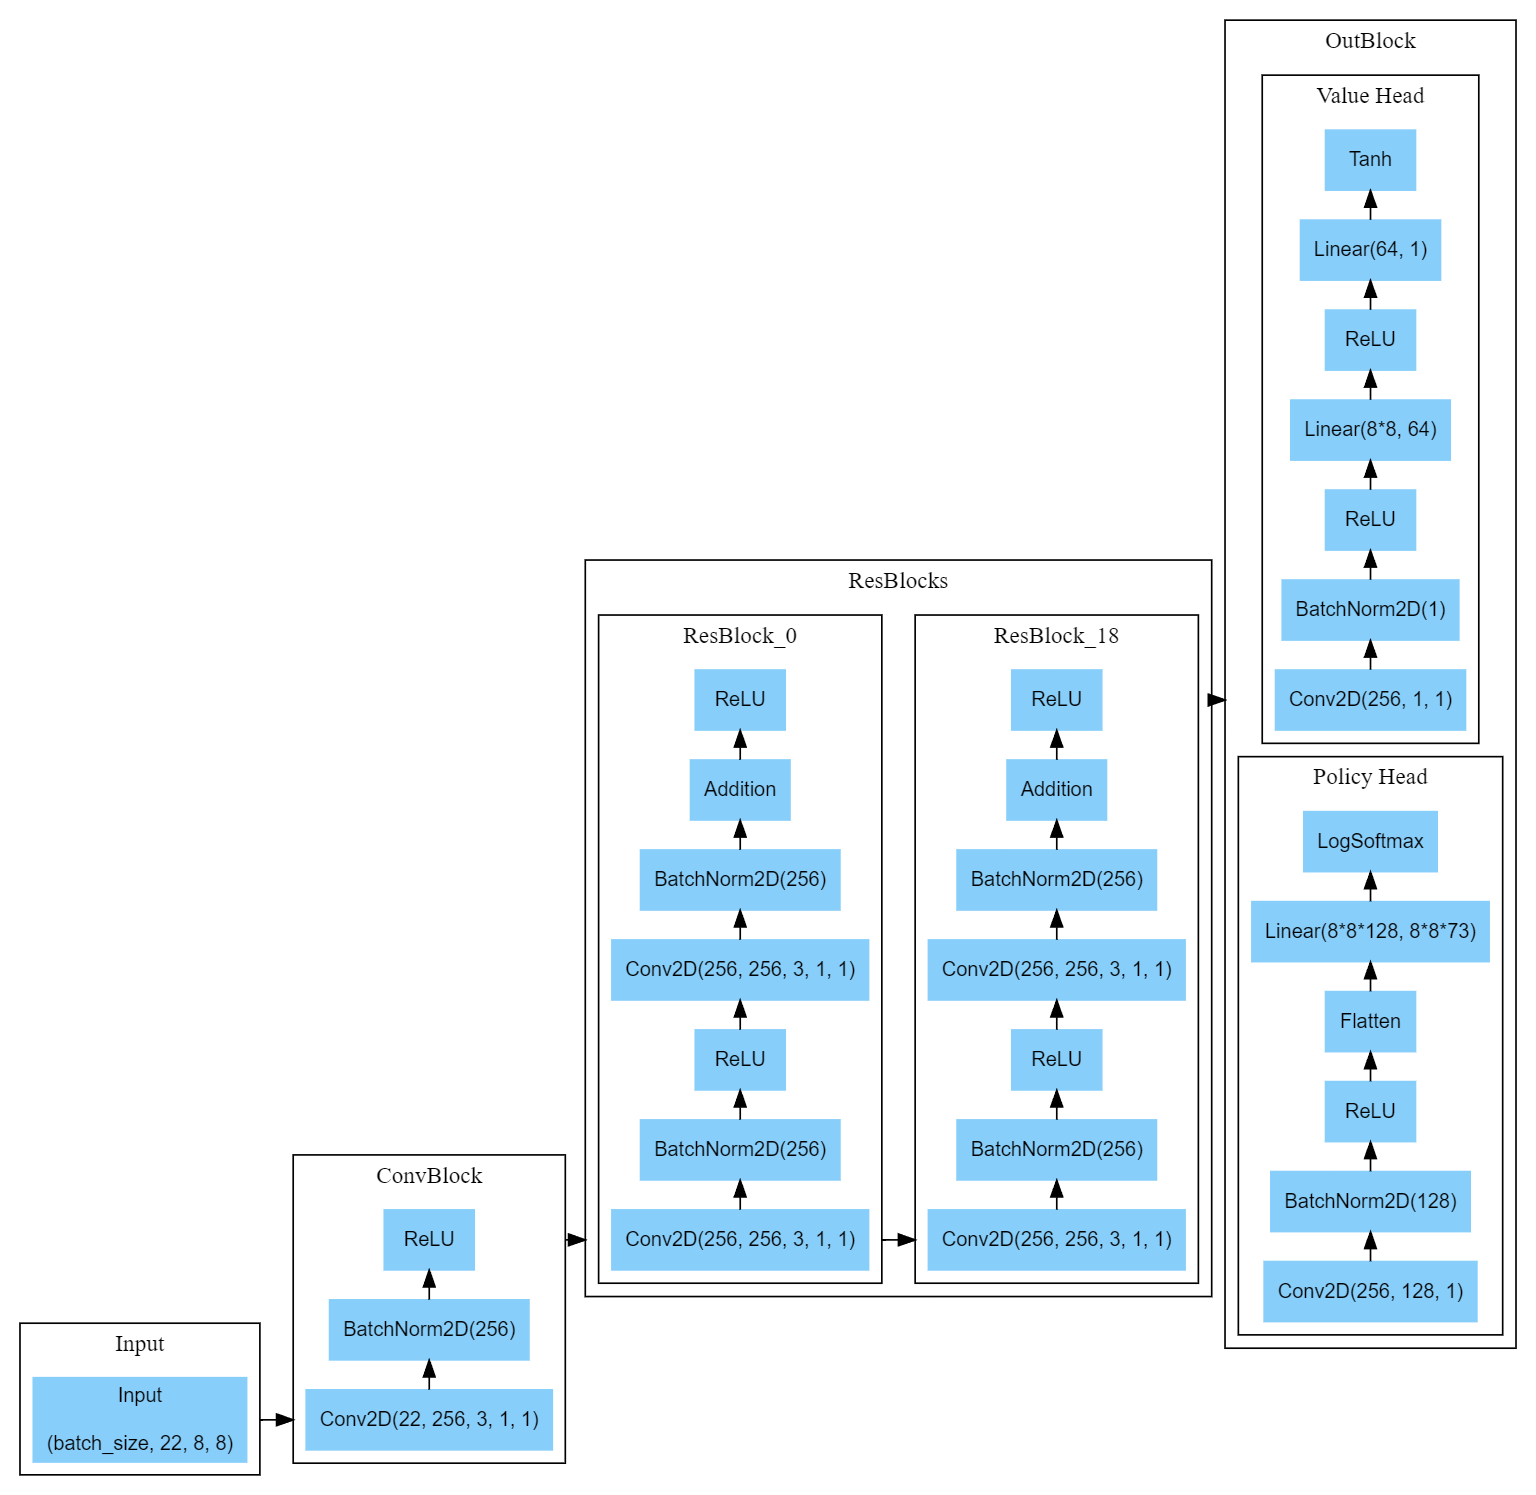 Input
Input
(batch_size, 22, 8, 8)
ConvBlock
ReLU
BatchNorm2D(256)
Conv2D(22, 256, 3, 1, 1)
ResBlocks
ResBlock_0
ReLU
Addition
BatchNorm2D(256)
Conv2D(256, 256, 3, 1, 1)
ReLU
BatchNorm2D(256)
Conv2D(256, 256, 3, 1, 1)
ResBlock_18
ReLU
Addition
BatchNorm2D(256)
Conv2D(256, 256, 3, 1, 1)
ReLU
BatchNorm2D(256)
Conv2D(256, 256, 3, 1, 1)
OutBlock
Value Head
Tanh
Linear(64, 1)
ReLU
Linear(8*8, 64)
ReLU
BatchNorm2D(1)
Conv2D(256, 1, 1)
Policy Head
LogSoftmax
Linear(8*8*128, 8*8*73)
Flatten
ReLU
BatchNorm2D(128)
Conv2D(256, 128, 1)